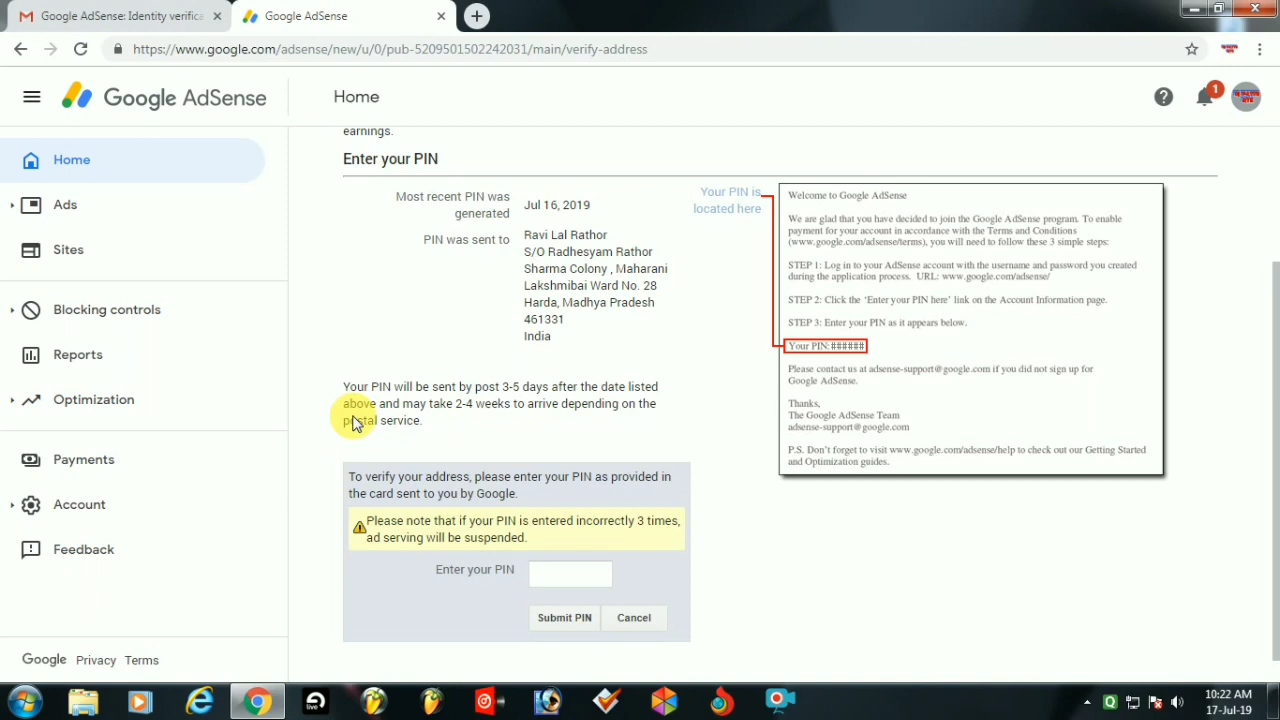 Google AdSense: Identity verifica
Google AdSense
https://www.google.com/adsense/new/u/0/pub-5209501502242031/main/verify-address
Google AdSense
Home
1
Home
Ads
Sites
Blocking controls
Reports
Optimization
Payments
Account
Feedback
Google Privacy Terms
earnings.
Enter your PIN
Most recent PIN was
generated
Jul 16, 2019
PIN was sent to
Ravi Lal Rathor
S/O Radhesyam Rathor
Sharma Colony , Maharani
Lakshmibai Ward No. 28
Harda, Madhya Pradesh
461331
India
Your PIN is
located here
Welcome to Google AdSense
We are glad that you have decided to join the Google AdSense program. To enable
payment for your account in accordance with the Terms and Conditions
(www.google.com/adsense/terms), you will need to follow these 3 simple steps:
STEP 1: Log in to your AdSense account with the username and password you created
during the application process. URL: www.google.com/adsense/
STEP 2: Click the ‘Enter your PIN here’ link on the Account Information page.
STEP 3: Enter your PIN as it appears below.
Your PIN: ######
Please contact us at adsense-support@google.com if you did not sign up for
Google AdSense.
Thanks,
The Google AdSense Team
adsense-support@google.com
P.S. Don’t forget to visit www.google.com/adsense/help to check out our Getting Started
and Optimization guides.
Your PIN will be sent by post 3-5 days after the date listed
above and may take 2-4 weeks to arrive depending on the
postal service.
To verify your address, please enter your PIN as provided in
the card sent to you by Google.
Please note that if your PIN is entered incorrectly 3 times,
ad serving will be suspended.
Enter your PIN
Submit PIN
Cancel
live
10:22 AM
17-Jul-19